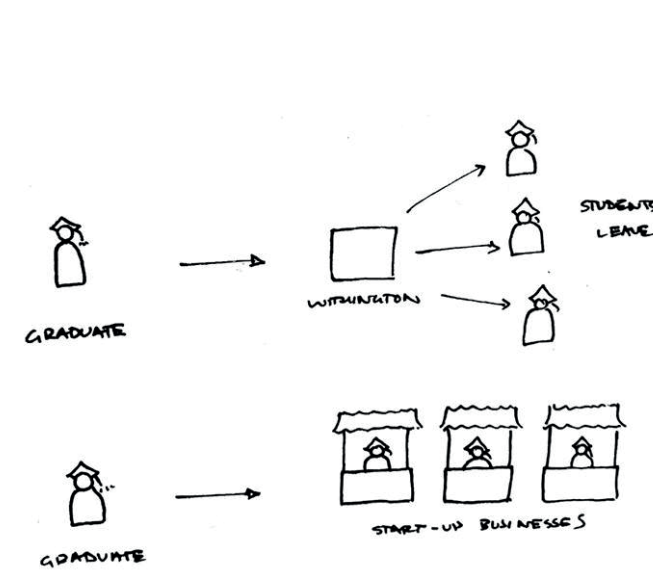 STUDENTS
LEAVE
WITHINGTON
GRADUATE
START-UP BUSINESSES
GRADUATE